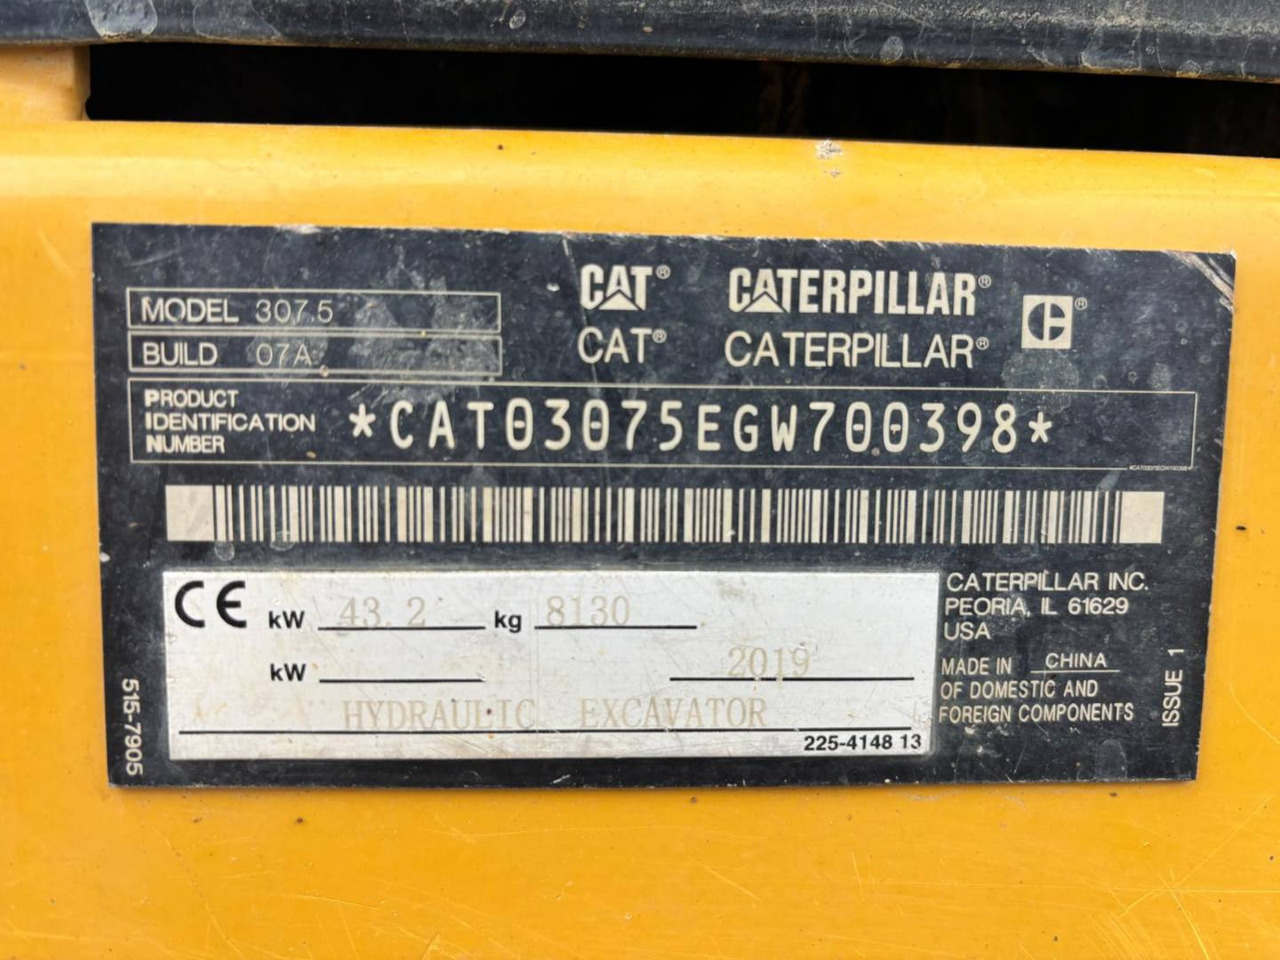 CAT® CATERPILLAR® C®
CAT® CATERPILLAR®
MODEL 307.5
BUILD 07A
PRODUCT
IDENTIFICATION
NUMBER
*CAT03075EGW700398*
CE kW 43.2 kg 8130
kW 2019
HYDRAULIC EXCAVATOR
225-4148 13
CATERPILLAR INC.
PEORIA, IL 61629
USA
MADE IN CHINA
OF DOMESTIC AND
FOREIGN COMPONENTS
ISSUE 1
515-7905